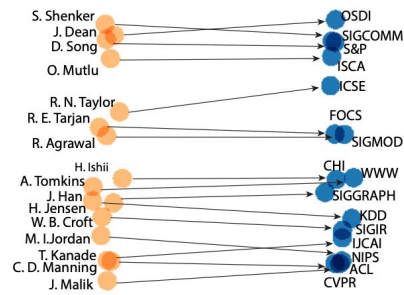 S. Shenker
J. Dean
D. Song
O. Mutlu
R. N. Taylor
R. E. Tarjan
R. Agrawal
H. Ishii
A. Tomkins
J. Han
H. Jensen
W. B. Croft
M. I.Jordan
T. Kanade
C. D. Manning
J. Malik
OSDI
SIGCOMM
S&P
ISCA
ICSE
FOCS
SIGMOD
CHI
WWW
SIGGRAPH
KDD
SIGIR
IJCAI
NIPS
ACL
CVPR